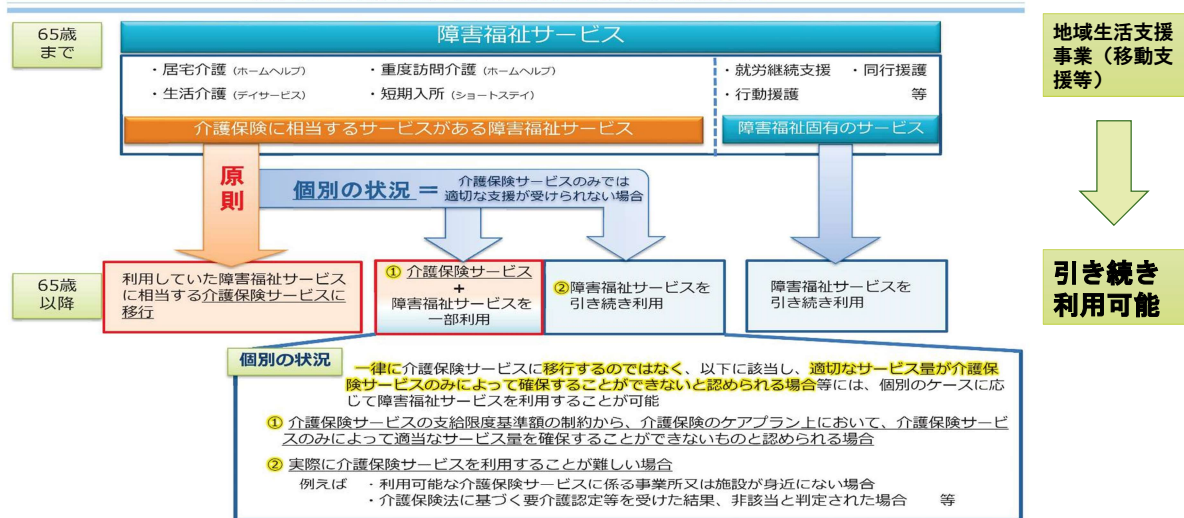 65歳
まで
障害福祉サービス
・居宅介護（ホームヘルプ）
・重度訪問介護（ホームヘルプ）
・生活介護（デイサービス）
・短期入所（ショートステイ）
・就労継続支援
・同行援護
・行動援護
等
介護保険に相当するサービスがある障害福祉サービス
障害福祉固有のサービス
地域生活支援
事業（移動支
援等）
原
則
個別の状況＝
介護保険サービスのみでは
適切な支援が受けられない場合
65歳
以降
利用していた障害福祉サービス
に相当する介護保険サービスに
移行
① 介護保険サービス
＋
障害福祉サービスを
一部利用
②障害福祉サービスを
引き続き利用
障害福祉サービスを
引き続き利用
引き続き
利用可能
個別の状況
一律に介護保険サービスに移行するのではなく、以下に該当し、適切なサービス量が介護保
険サービスのみによって確保することができないと認められる場合等には、個別のケースに応
じて障害福祉サービスを利用することが可能
① 介護保険サービスの支給限度基準額の制約から、介護保険のケアプラン上において、介護保険サービ
スのみによって適当なサービス量を確保することができないものと認められる場合
② 実際に介護保険サービスを利用することが難しい場合
例えば ・利用可能な介護保険サービスに係る事業所又は施設が身近にない場合
・介護保険法に基づく要介護認定等を受けた結果、非該当と判定された場合 等